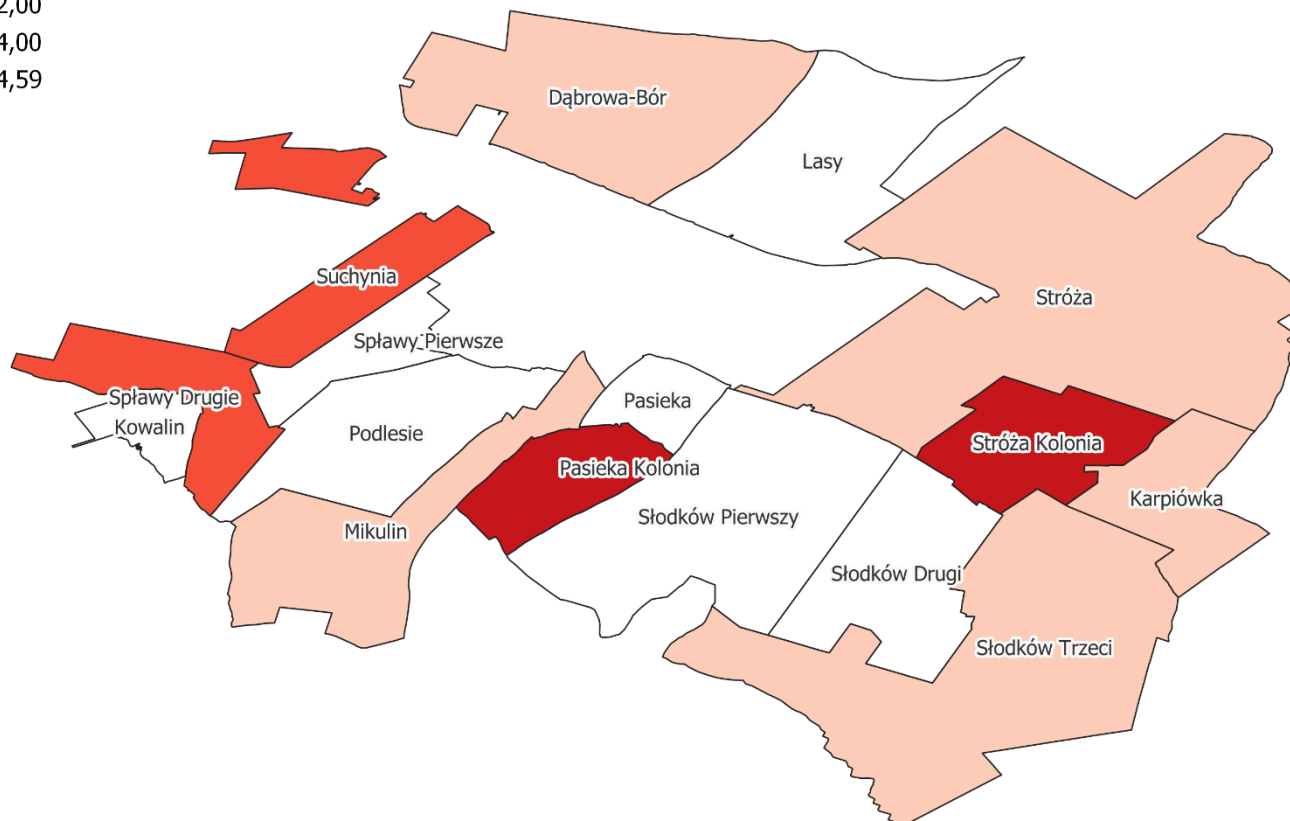 2,00
4,00
4,59
Dąbrowa-Bór
Lasy
Suchynia
Stróża
Spławy Pierwsze
Spławy Drugie
Pasieka
Kowalin
Podlesie
Stróża Kolonia
Pasieka Kolonia
Karpiówka
Słodków Pierwszy
Mikulin
Słodków Drugi
Słodków Trzeci